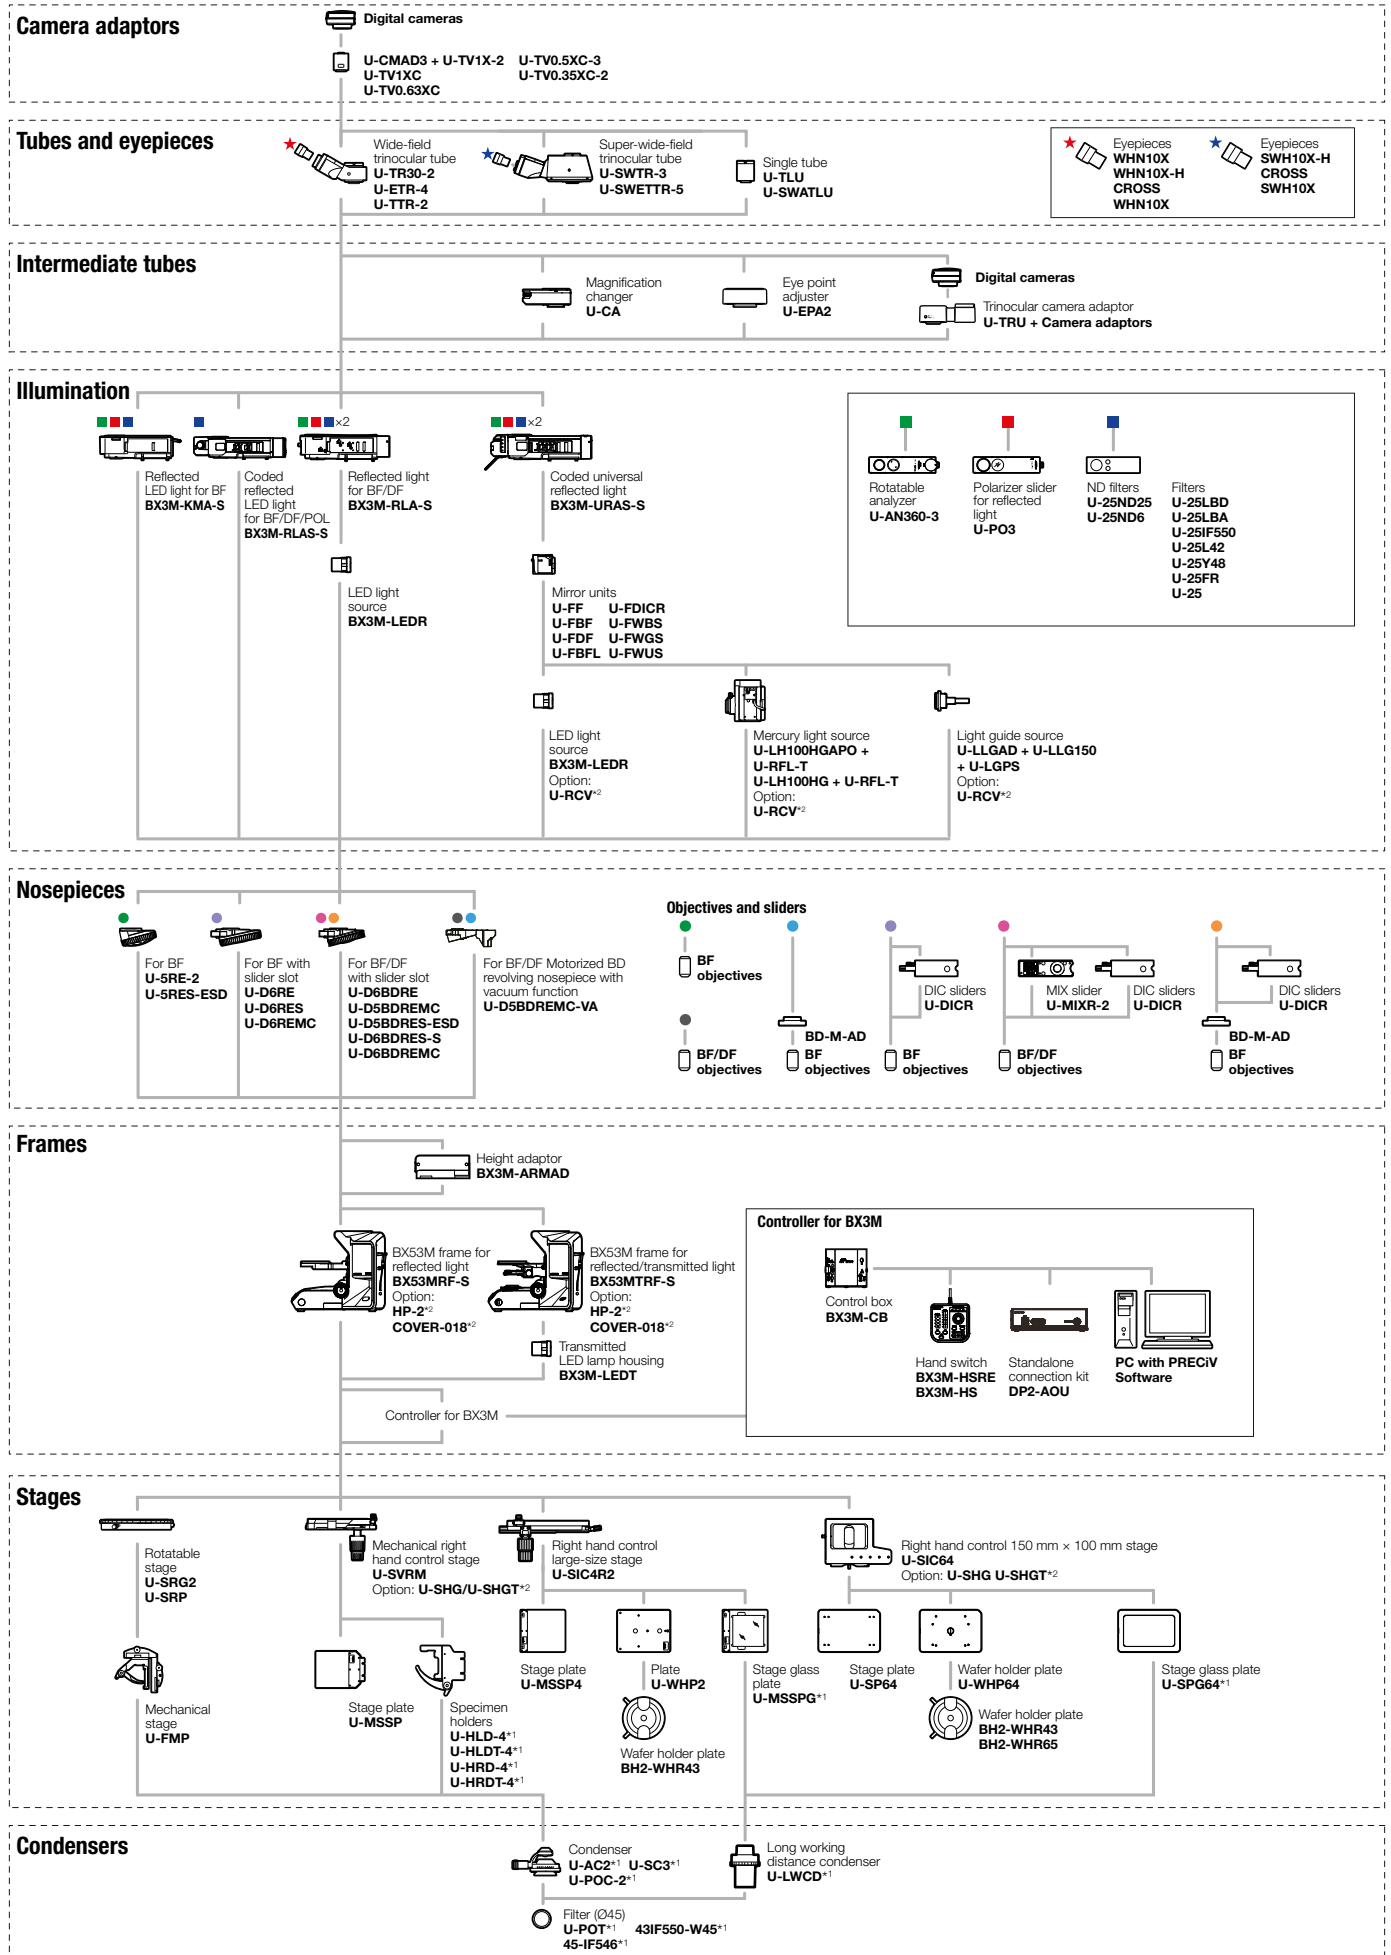 Camera adaptors
Digital cameras
U-CMAD3 + U-TV1X-2
U-TV1XC
U-TV0.63XC
U-TV0.5XC-3
U-TV0.35XC-2
Tubes and eyepieces
Wide-field
trinocular tube
U-TR30-2
U-ETR-4
U-TTR-2
Super-wide-field
trinocular tube
U-SWTR-3
U-SWETTR-5
Single tube
U-TLU
U-SWATLU
Eyepieces
WHN10X
WHN10X-H
CROSS
WHN10X
Eyepieces
SWH10X-H
CROSS
SWH10X
Intermediate tubes
Magnification
changer
U-CA
Eye point
adjuster
U-EPA2
Digital cameras
Trinocular camera adaptor
U-TRU + Camera adaptors
Illumination
Reflected
LED light for BF
BX3M-KMA-S
Coded
reflected
LED light
for BF/DF/POL
BX3M-RLAS-S
×2
Reflected light
for BF/DF
BX3M-RLA-S
LED light
source
BX3M-LEDR
×2
Coded universal
reflected light
BX3M-URAS-S
Mirror units
U-FF U-FDICR
U-FBF U-FWBS
U-FDF U-FWGS
U-FBFL U-FWUS
LED light
source
BX3M-LEDR
Option:
U-RCV*2
Mercury light source
U-LH100HGAPO +
U-RFL-T
U-LH100HG + U-RFL-T
Option:
U-RCV*2
Light guide source
U-LLGAD + U-LLG150
+ U-LGPS
Option:
U-RCV*2
Rotatable
analyzer
U-AN360-3
Polarizer slider
for reflected
light
U-PO3
ND filters
U-25ND25
U-25ND6
Filters
U-25LBD
U-25LBA
U-25IF550
U-25L42
U-25Y48
U-25FR
U-25
Nosepieces
For BF
U-5RE-2
U-5RES-ESD
For BF with
slider slot
U-D6RE
U-D6RES
U-D6REMC
For BF/DF
with slider slot
U-D6BDRE
U-D5BDREMC
U-D5BDRES-ESD
U-D6BDRES-S
U-D6BDREMC
For BF/DF Motorized BD
revolving nosepiece with
vacuum function
U-D5BDREMC-VA
Objectives and sliders
BF
objectives
BF/DF
objectives
BD-M-AD
BF
objectives
DIC sliders
U-DICR
BF
objectives
MIX slider
U-MIXR-2
DIC sliders
U-DICR
BF/DF
objectives
DIC sliders
U-DICR
BD-M-AD
BF
objectives
Frames
Height adaptor
BX3M-ARMAD
BX53M frame for
reflected light
BX53MRF-S
Option:
HP-2*2
COVER-018*2
BX53M frame for
reflected/transmitted light
BX53MTRF-S
Option:
HP-2*2
COVER-018*2
Transmitted
LED lamp housing
BX3M-LEDT
Controller for BX3M
Controller for BX3M
Control box
BX3M-CB
Hand switch
BX3M-HSRE
BX3M-HS
Standalone
connection kit
DP2-AOU
PC with PRECiV
Software
Stages
Rotatable
stage
U-SRG2
U-SRP
Mechanical
stage
U-FMP
Mechanical right
hand control stage
U-SVRM
Option: U-SHG/U-SHGT*2
Stage plate
U-MSSP
Specimen
holders
U-HLD-4*1
U-HLDT-4*1
U-HRD-4*1
U-HRDT-4*1
Right hand control
large-size stage
U-SIC4R2
Stage plate
U-MSSP4
Plate
U-WHP2
Wafer holder plate
BH2-WHR43
Stage glass
plate
U-MSSPG*1
Right hand control 150 mm × 100 mm stage
U-SIC64
Option: U-SHG U-SHGT*2
Stage plate
U-SP64
Wafer holder plate
U-WHP64
Wafer holder plate
BH2-WHR43
BH2-WHR65
Stage glass plate
U-SPG64*1
Condensers
Condenser
U-AC2*1 U-SC3*1
U-POC-2*1
Long working
distance condenser
U-LWCD*1
Filter (Ø45)
U-POT*1 43IF550-W45*1
45-IF546*1